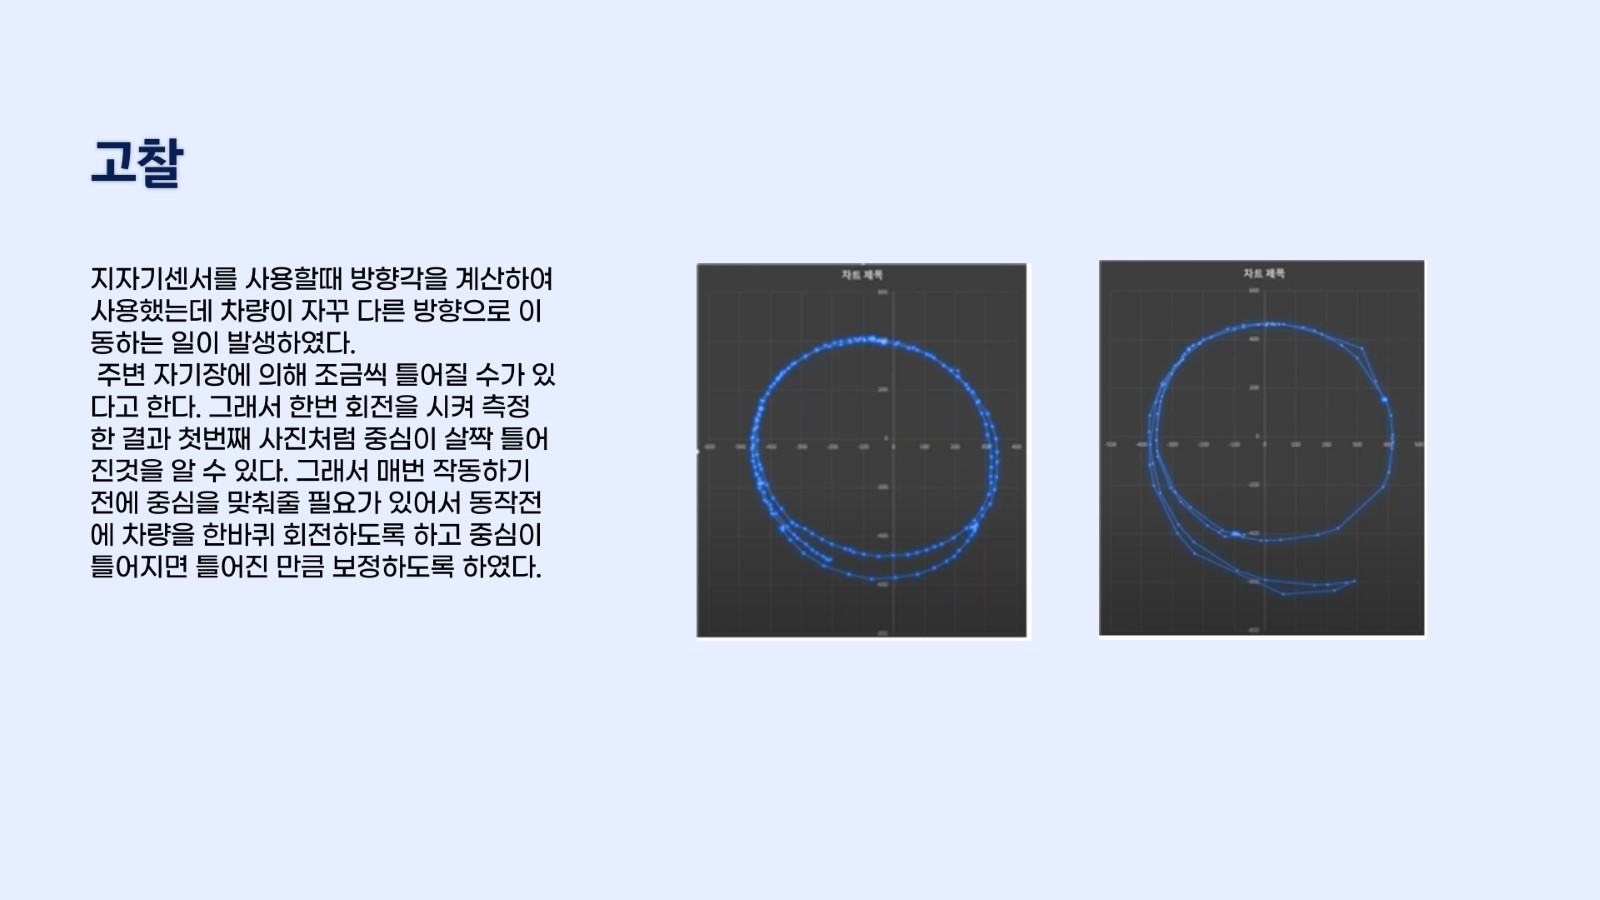 고찰
지자기센서를 사용할때 방향각을 계산하여
사용했는데 차량이 자꾸 다른 방향으로 이
동하는 일이 발생하였다.
주변 자기장에 의해 조금씩 틀어질 수가 있
다고 한다. 그래서 한번 회전을 시켜 측정
한 결과 첫번째 사진처럼 중심이 살짝 틀어
진것을 알 수 있다. 그래서 매번 작동하기
전에 중심을 맞춰줄 필요가 있어서 동작전
에 차량을 한바퀴 회전하도록 하고 중심이
틀어지면 틀어진 만큼 보정하도록 하였다.
차트 제목
차트 제목